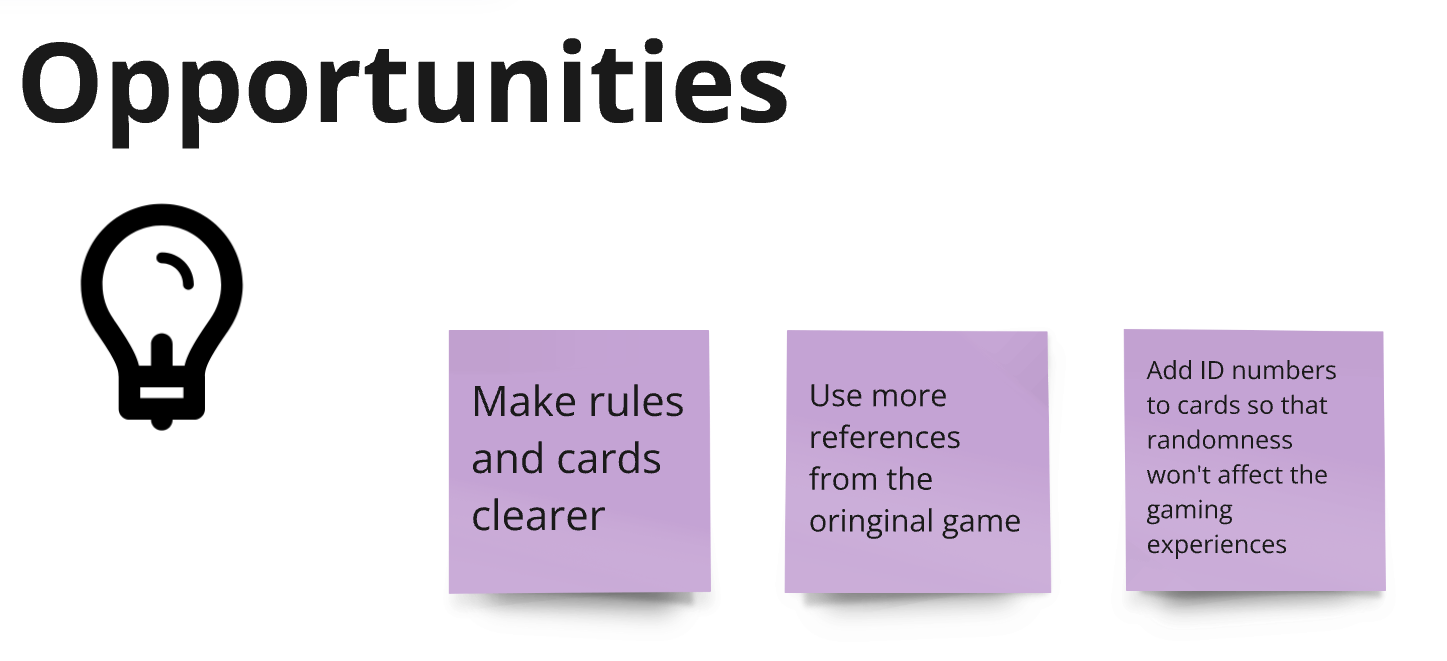 Opportunities
Make rules
and cards
clearer
Use more
references
from the
oringinal game
Add ID numbers
to cards so that
randomness
won't affect the
gaming
experiences